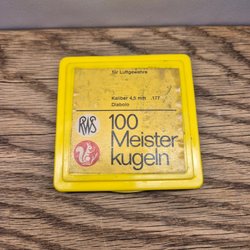 für Luftgewehre
Kaliber 4,5 mm .177
Diabolo
RWS
100
Meister
kugeln